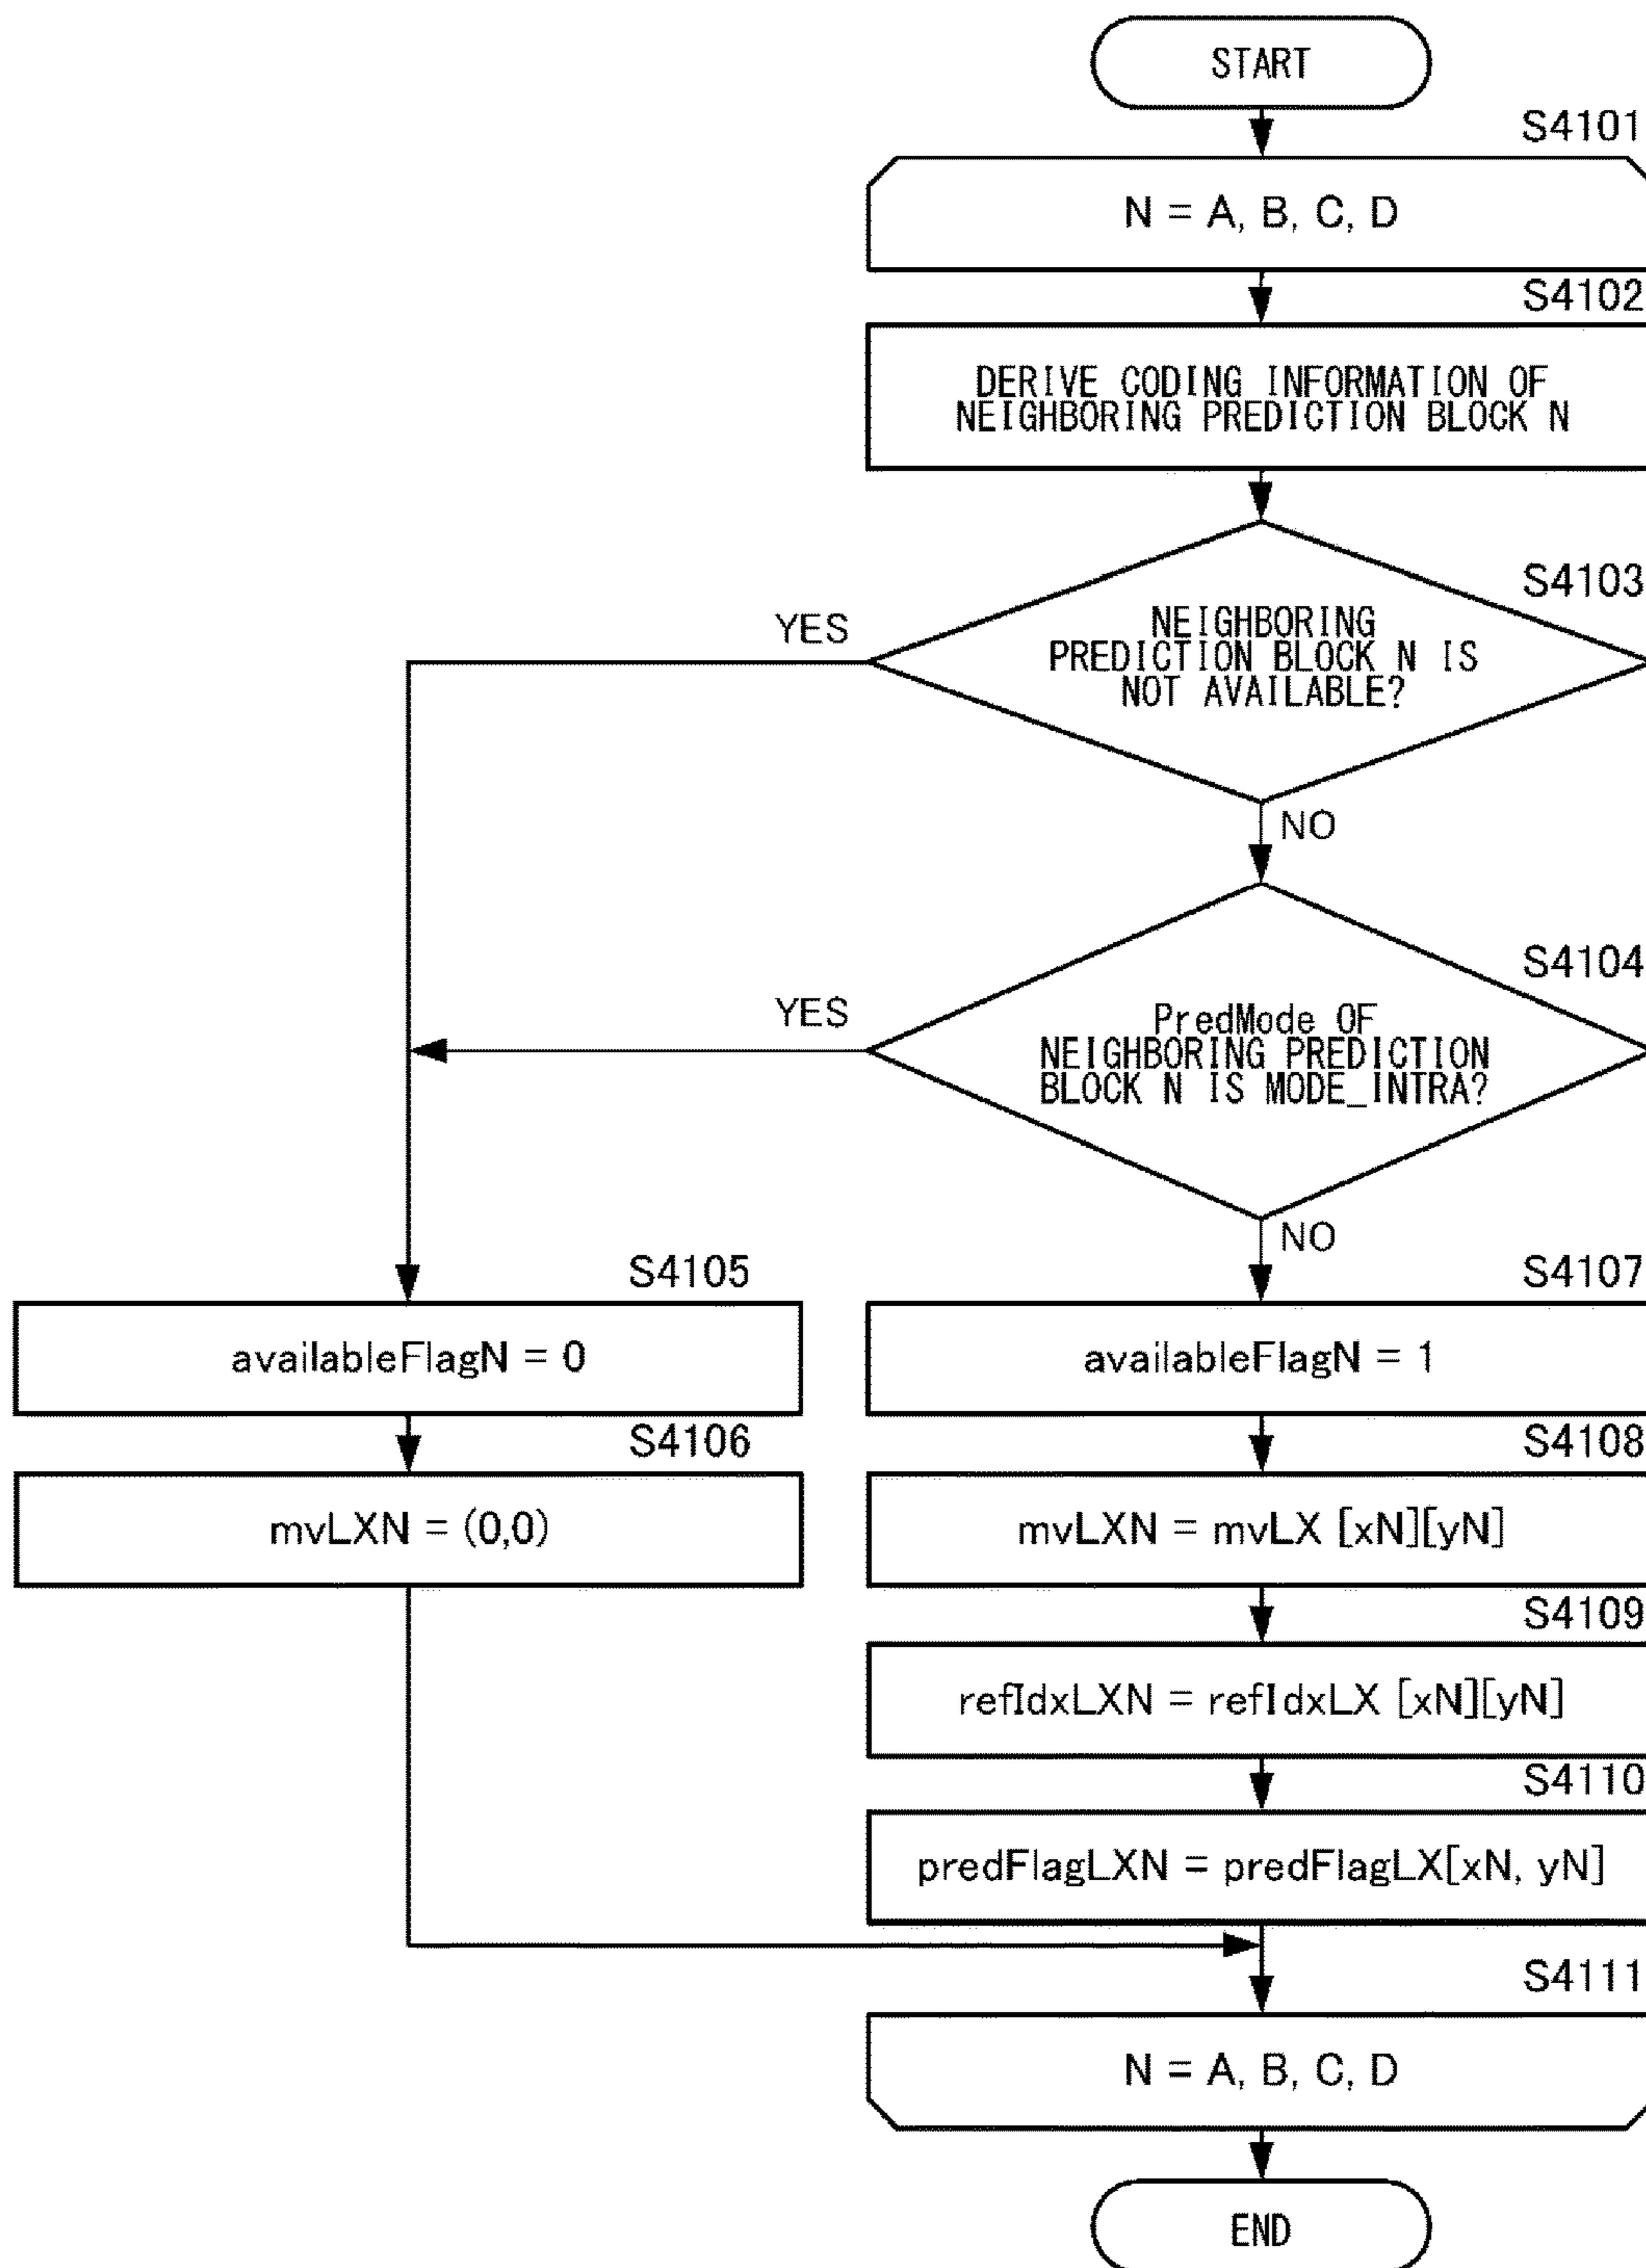 START
S4101
N = A, B, C, D
S4102
DERIVE CODING INFORMATION OF
NEIGHBORING PREDICTION BLOCK N
S4103
YES
NEIGHBORING
PREDICTION BLOCK N IS
NOT AVAILABLE?
NO
S4104
YES
PredMode OF
NEIGHBORING PREDICTION
BLOCK N IS MODE_INTRA?
NO
S4105
S4107
availableFlagN = 0
availableFlagN = 1
S4106
S4108
mvLXN = (0,0)
mvLXN = mvLX [xN][yN]
S4109
refIdxLXN = refIdxLX [xN][yN]
S4110
predFlagLXN = predFlagLX[xN, yN]
S4111
N = A, B, C, D
END